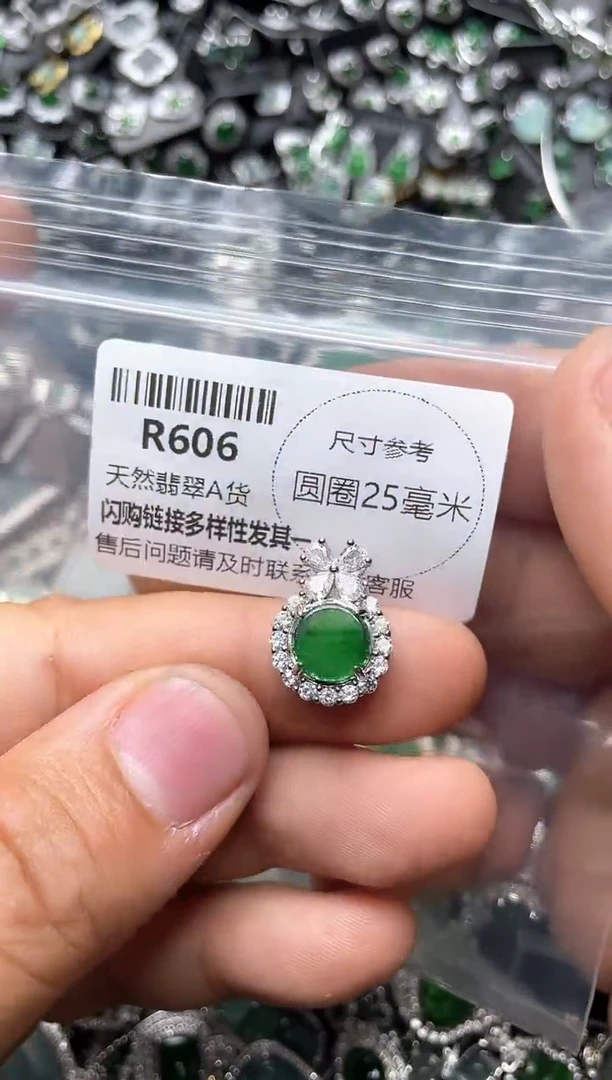 R606
尺寸参考
圆圈25毫米
天然翡翠A货
闪购链接多样性发其一
售后问题请及时联系
客服